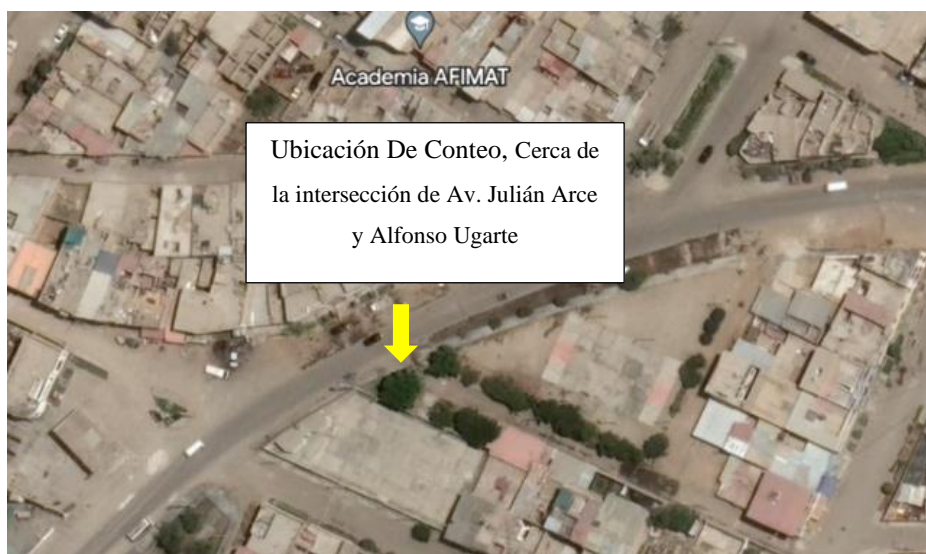 Academia AFIMAT
Ubicación De Conteo, Cerca de
la intersección de Av. Julián Arce
y Alfonso Ugarte